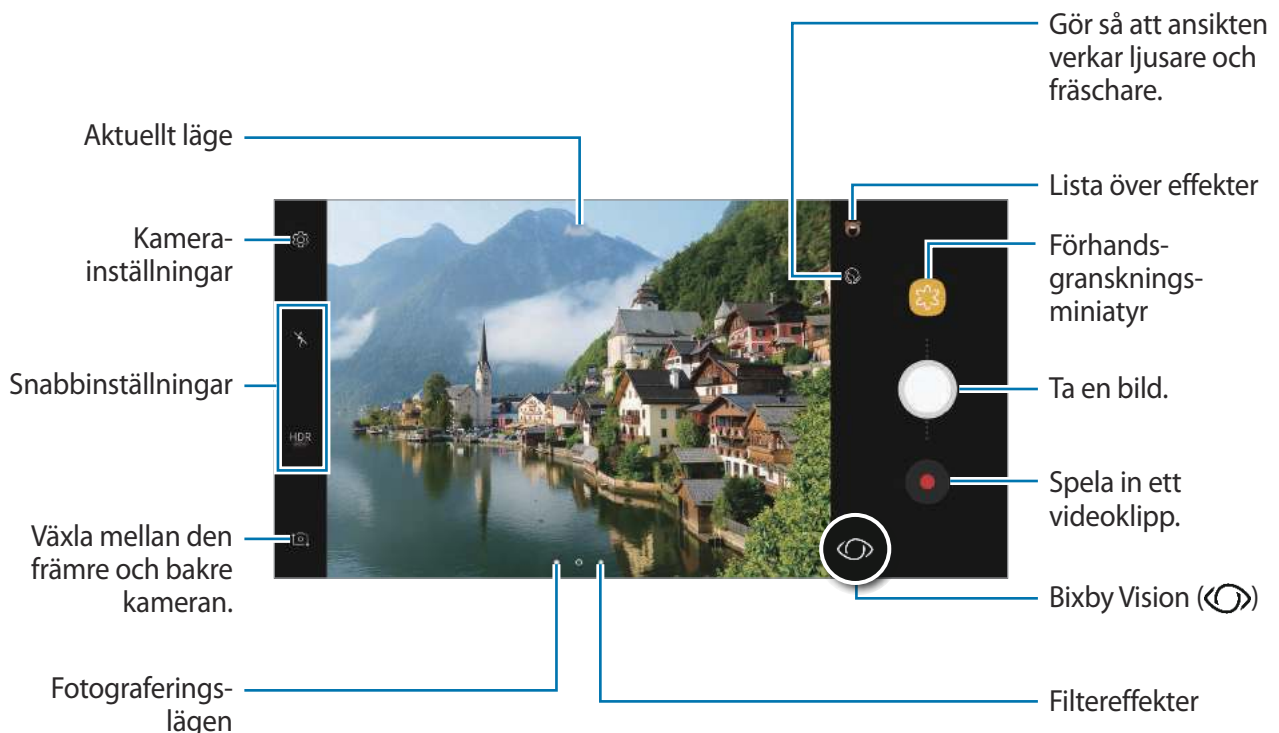 Gör så att ansikten
verkar ljusare och
fräschare.
Aktuellt läge
Lista över effekter
Kamera-
inställningar
Förhands-
gransknings-
miniatyr
Snabbinställningar
HDR
Ta en bild.
Spela in ett
videoklipp.
Växla mellan den
främre och bakre
kameran.
Bixby Vision ()
Fotograferings-
lägen
Filtereffekter